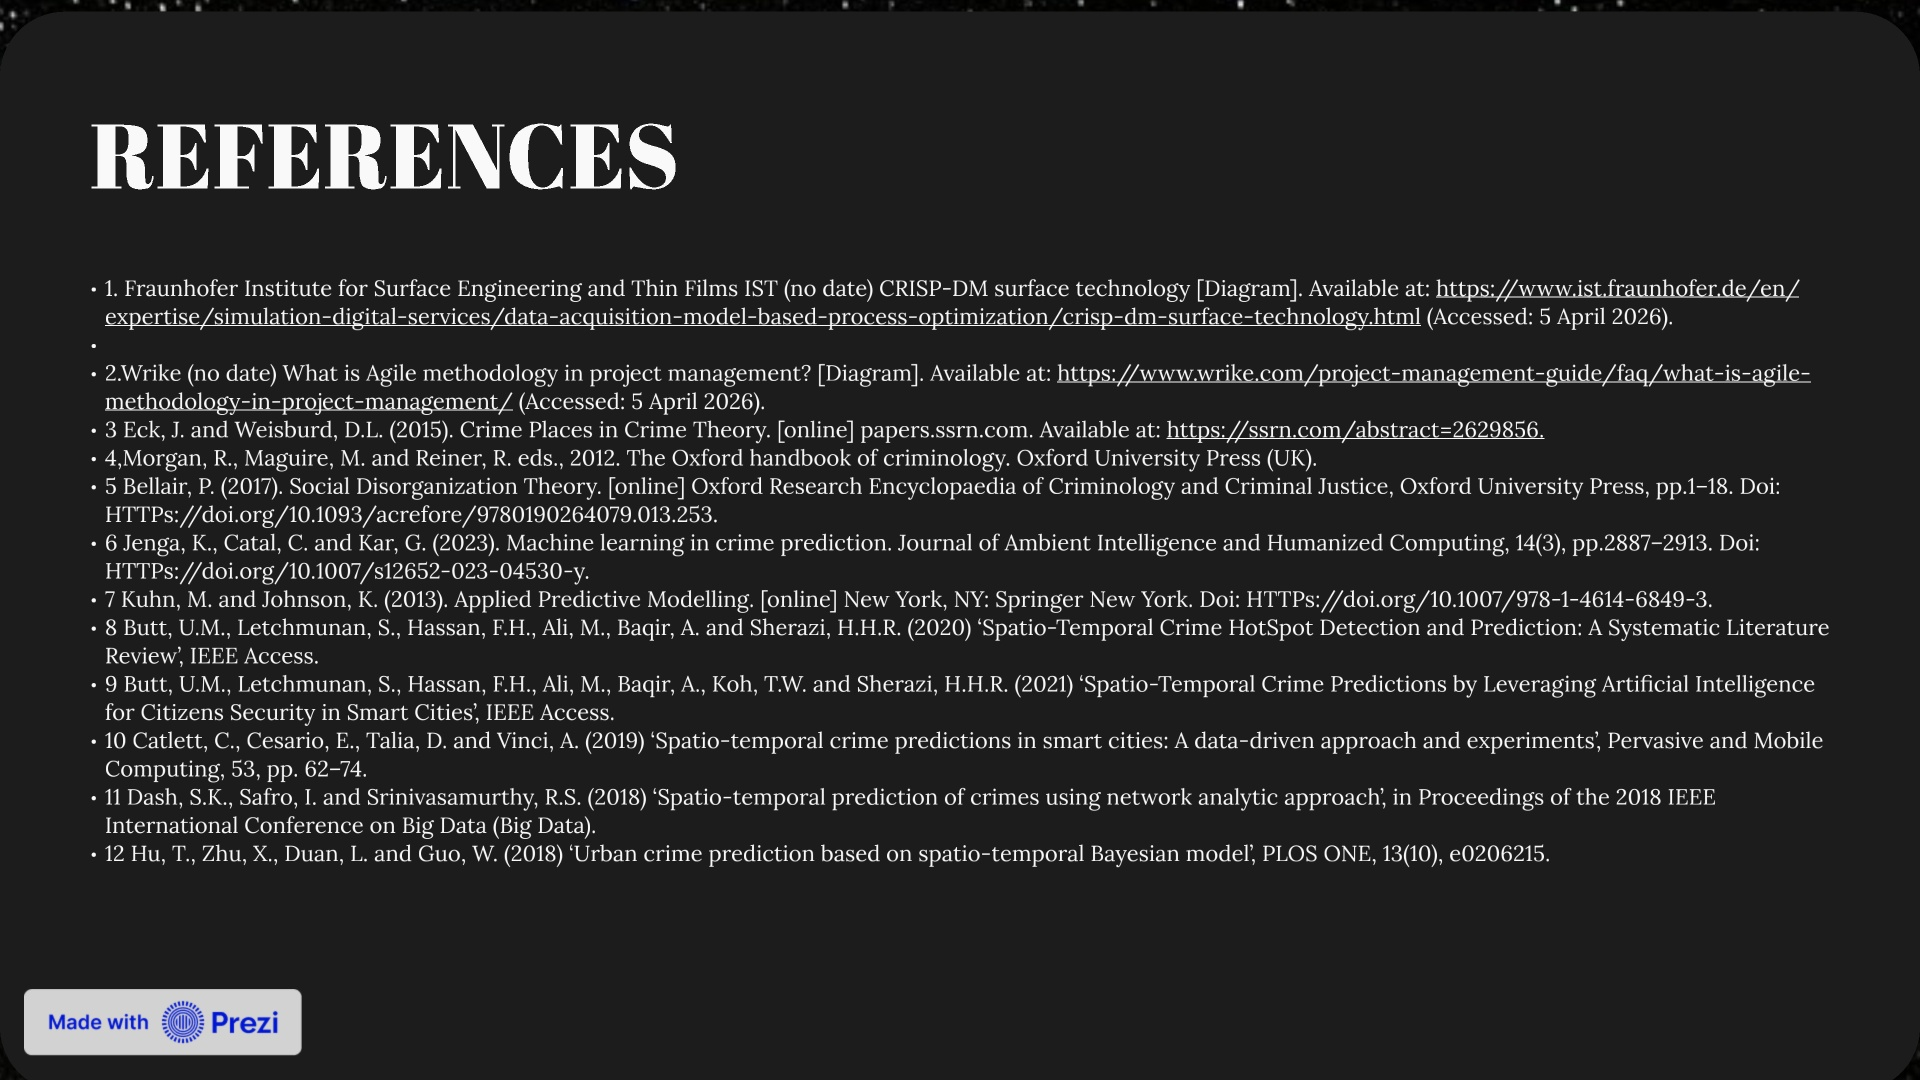 REFERENCES
• 1. Fraunhofer Institute for Surface Engineering and Thin Films IST (no date) CRISP-DM surface technology [Diagram]. Available at: https://www.ist.fraunhofer.de/en/
expertise/simulation-digital-services/data-acquisition-model-based-process-optimization/crisp-dm-surface-technology.html (Accessed: 5 April 2026).
•
• 2.Wrike (no date) What is Agile methodology in project management? [Diagram]. Available at: https://www.wrike.com/project-management-guide/faq/what-is-agile-
methodology-in-project-management/ (Accessed: 5 April 2026).
• 3 Eck, J. and Weisburd, D.L. (2015). Crime Places in Crime Theory. [online] papers.ssrn.com. Available at: https://ssrn.com/abstract=2629856.
• 4,Morgan, R., Maguire, M. and Reiner, R. eds., 2012. The Oxford handbook of criminology. Oxford University Press (UK).
• 5 Bellair, P. (2017). Social Disorganization Theory. [online] Oxford Research Encyclopaedia of Criminology and Criminal Justice, Oxford University Press, pp.1–18. Doi:
HTTPs://doi.org/10.1093/acrefore/9780190264079.013.253.
• 6 Jenga, K., Catal, C. and Kar, G. (2023). Machine learning in crime prediction. Journal of Ambient Intelligence and Humanized Computing, 14(3), pp.2887–2913. Doi:
HTTPs://doi.org/10.1007/s12652-023-04530-y.
• 7 Kuhn, M. and Johnson, K. (2013). Applied Predictive Modelling. [online] New York, NY: Springer New York. Doi: HTTPs://doi.org/10.1007/978-1-4614-6849-3.
• 8 Butt, U.M., Letchmunan, S., Hassan, F.H., Ali, M., Baqir, A. and Sherazi, H.H.R. (2020) ‘Spatio-Temporal Crime HotSpot Detection and Prediction: A Systematic Literature
Review’, IEEE Access.
• 9 Butt, U.M., Letchmunan, S., Hassan, F.H., Ali, M., Baqir, A., Koh, T.W. and Sherazi, H.H.R. (2021) ‘Spatio-Temporal Crime Predictions by Leveraging Artificial Intelligence
for Citizens Security in Smart Cities’, IEEE Access.
• 10 Catlett, C., Cesario, E., Talia, D. and Vinci, A. (2019) ‘Spatio-temporal crime predictions in smart cities: A data-driven approach and experiments’, Pervasive and Mobile
Computing, 53, pp. 62–74.
• 11 Dash, S.K., Safro, I. and Srinivasamurthy, R.S. (2018) ‘Spatio-temporal prediction of crimes using network analytic approach’, in Proceedings of the 2018 IEEE
International Conference on Big Data (Big Data).
• 12 Hu, T., Zhu, X., Duan, L. and Guo, W. (2018) ‘Urban crime prediction based on spatio-temporal Bayesian model’, PLOS ONE, 13(10), e0206215.
Made with Prezi